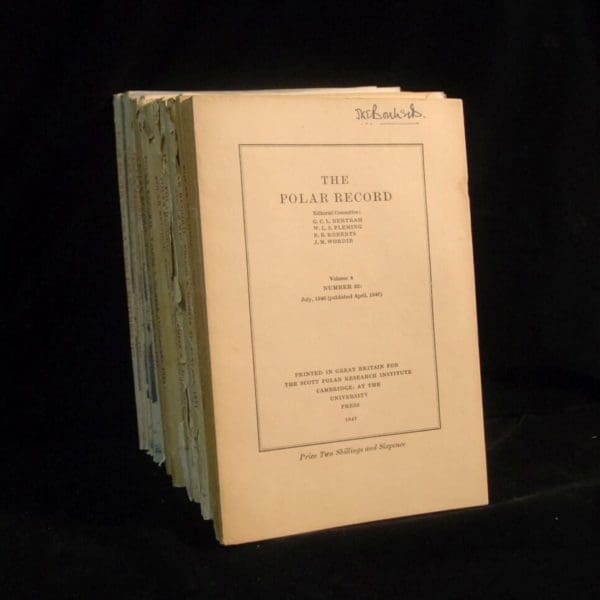 THE
POLAR RECORD
Editorial Committee:
G. C. L. BERTRAM
W. L. S. FLEMING
B. B. ROBERTS
J. M. WORDIE
Volume 4
NUMBER 32:
July, 1946 (published April, 1947)
PRINTED IN GREAT BRITAIN FOR
THE SCOTT POLAR RESEARCH INSTITUTE
CAMBRIDGE: AT THE
UNIVERSITY
PRESS
1947
Price Two Shillings and Sixpence